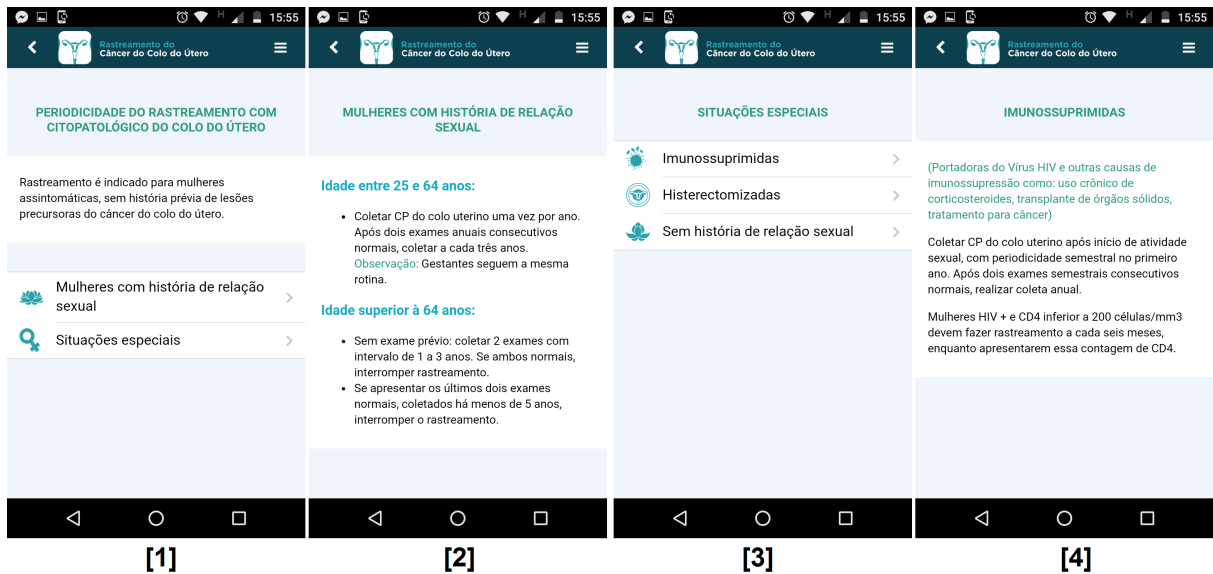 15:55
Rastreamento do
Câncer do Colo do Útero
PERIODICIDADE DO RASTREAMENTO COM
CITOPATOLÓGICO DO COLO DO ÚTERO
Rastreamento é indicado para mulheres
assintomáticas, sem história prévia de lesões
precursoras do câncer do colo do útero.
Mulheres com história de relação
sexual
Situações especiais
[1]
H 15:55
Rastreamento do
Câncer do Colo do Útero
MULHERES COM HISTÓRIA DE RELAÇÃO
SEXUAL
Idade entre 25 e 64 anos:
• Coletar CP do colo uterino uma vez por ano.
Após dois exames anuais consecutivos
normais, coletar a cada três anos.
Observação: Gestantes seguem a mesma
rotina.
Idade superior à 64 anos:
• Sem exame prévio: coletar 2 exames com
intervalo de 1 a 3 anos. Se ambos normais,
interromper rastreamento.
• Se apresentar os últimos dois exames
normais, coletados há menos de 5 anos,
interromper o rastreamento.
[2]
H 15:55
Rastreamento do
Câncer do Colo do Útero
SITUAÇÕES ESPECIAIS
Imunossuprimidas
Histerectomizadas
Sem história de relação sexual
[3]
H 15:55
Rastreamento do
Câncer do Colo do Útero
IMUNOSSUPRIMIDAS
(Portadoras do Vírus HIV e outras causas de
imunossupressão como: uso crônico de
corticosteroides, transplante de órgãos sólidos,
tratamento para câncer)
Coletar CP do colo uterino após início de atividade
sexual, com periodicidade semestral no primeiro
ano. Após dois exames semestrais consecutivos
normais, realizar coleta anual.
Mulheres HIV + e CD4 inferior a 200 células/mm3
devem fazer rastreamento a cada seis meses,
enquanto apresentarem essa contagem de CD4.
[4]